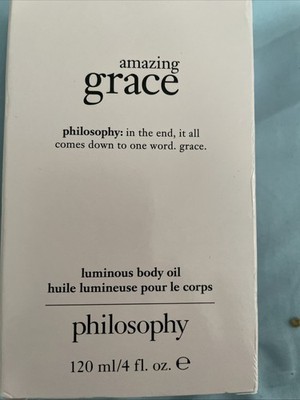 amazing
grace
philosophy: in the end, it all
comes down to one word. grace.
luminous body oil
huile lumineuse pour le corps
philosophy
120 ml/4 fl. oz. ℮